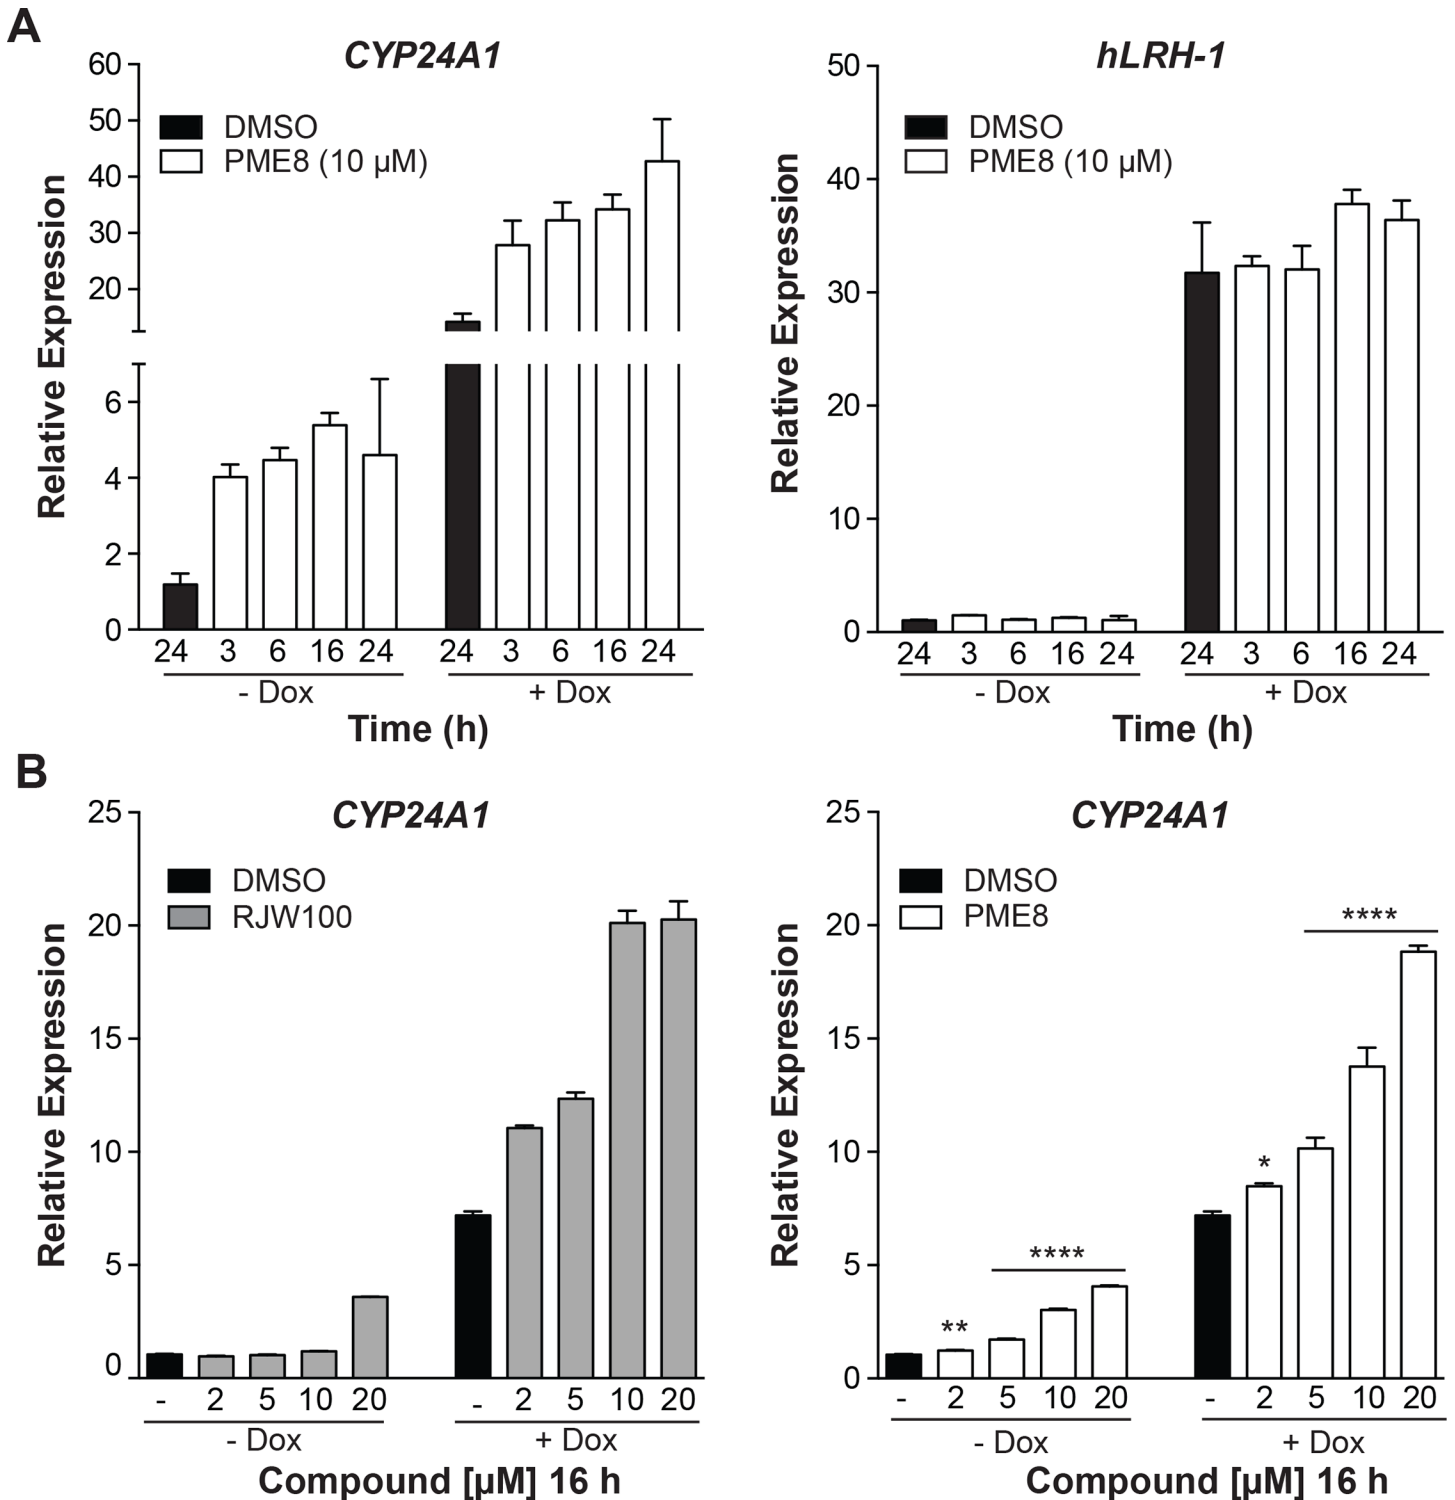 A
CYP24A1
60
50
40
30
20
6
4
2
0
Relative Expression
DMSO
PME8 (10 µM)
24 3 6 16 24 24 3 6 16 24
- Dox + Dox
Time (h)
hLRH-1
50
40
30
20
10
0
Relative Expression
DMSO
PME8 (10 µM)
24 3 6 16 24 24 3 6 16 24
- Dox + Dox
Time (h)
B
CYP24A1
25
20
15
10
5
0
Relative Expression
DMSO
RJW100
- 2 5 10 20 - 2 5 10 20
- Dox + Dox
Compound [µM] 16 h
CYP24A1
25
20
15
10
5
0
Relative Expression
DMSO
PME8
****
*
****
**
- 2 5 10 20 - 2 5 10 20
- Dox + Dox
Compound [µM] 16 h